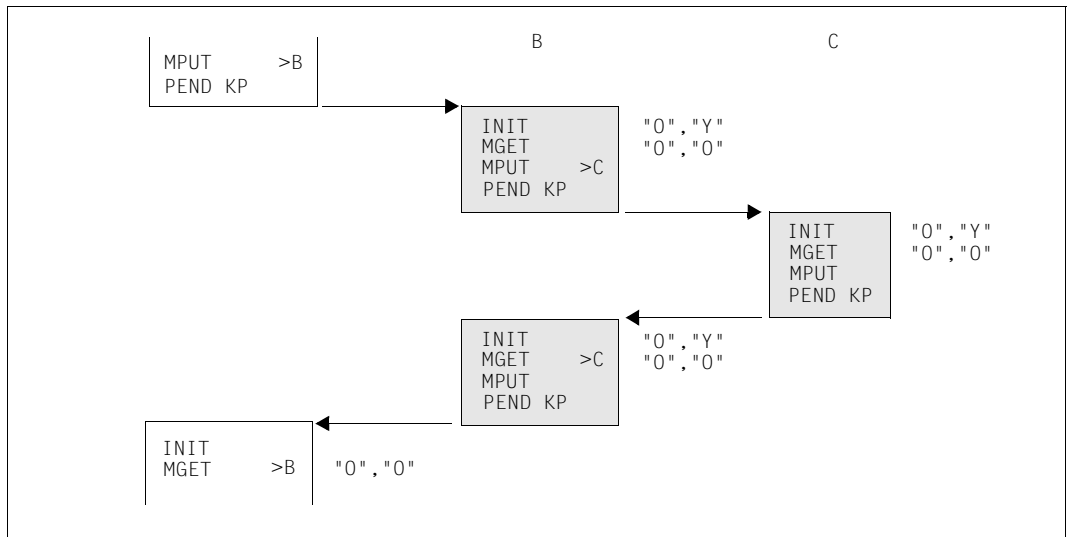 B C
MPUT >B
PEND KP
INIT "O","Y"
MGET "O","O"
MPUT >C
PEND KP
INIT "O","Y"
MGET "O","O"
MPUT
PEND KP
INIT "O","Y"
MGET >C "O","O"
MPUT
PEND KP
INIT
MGET >B "O","O"